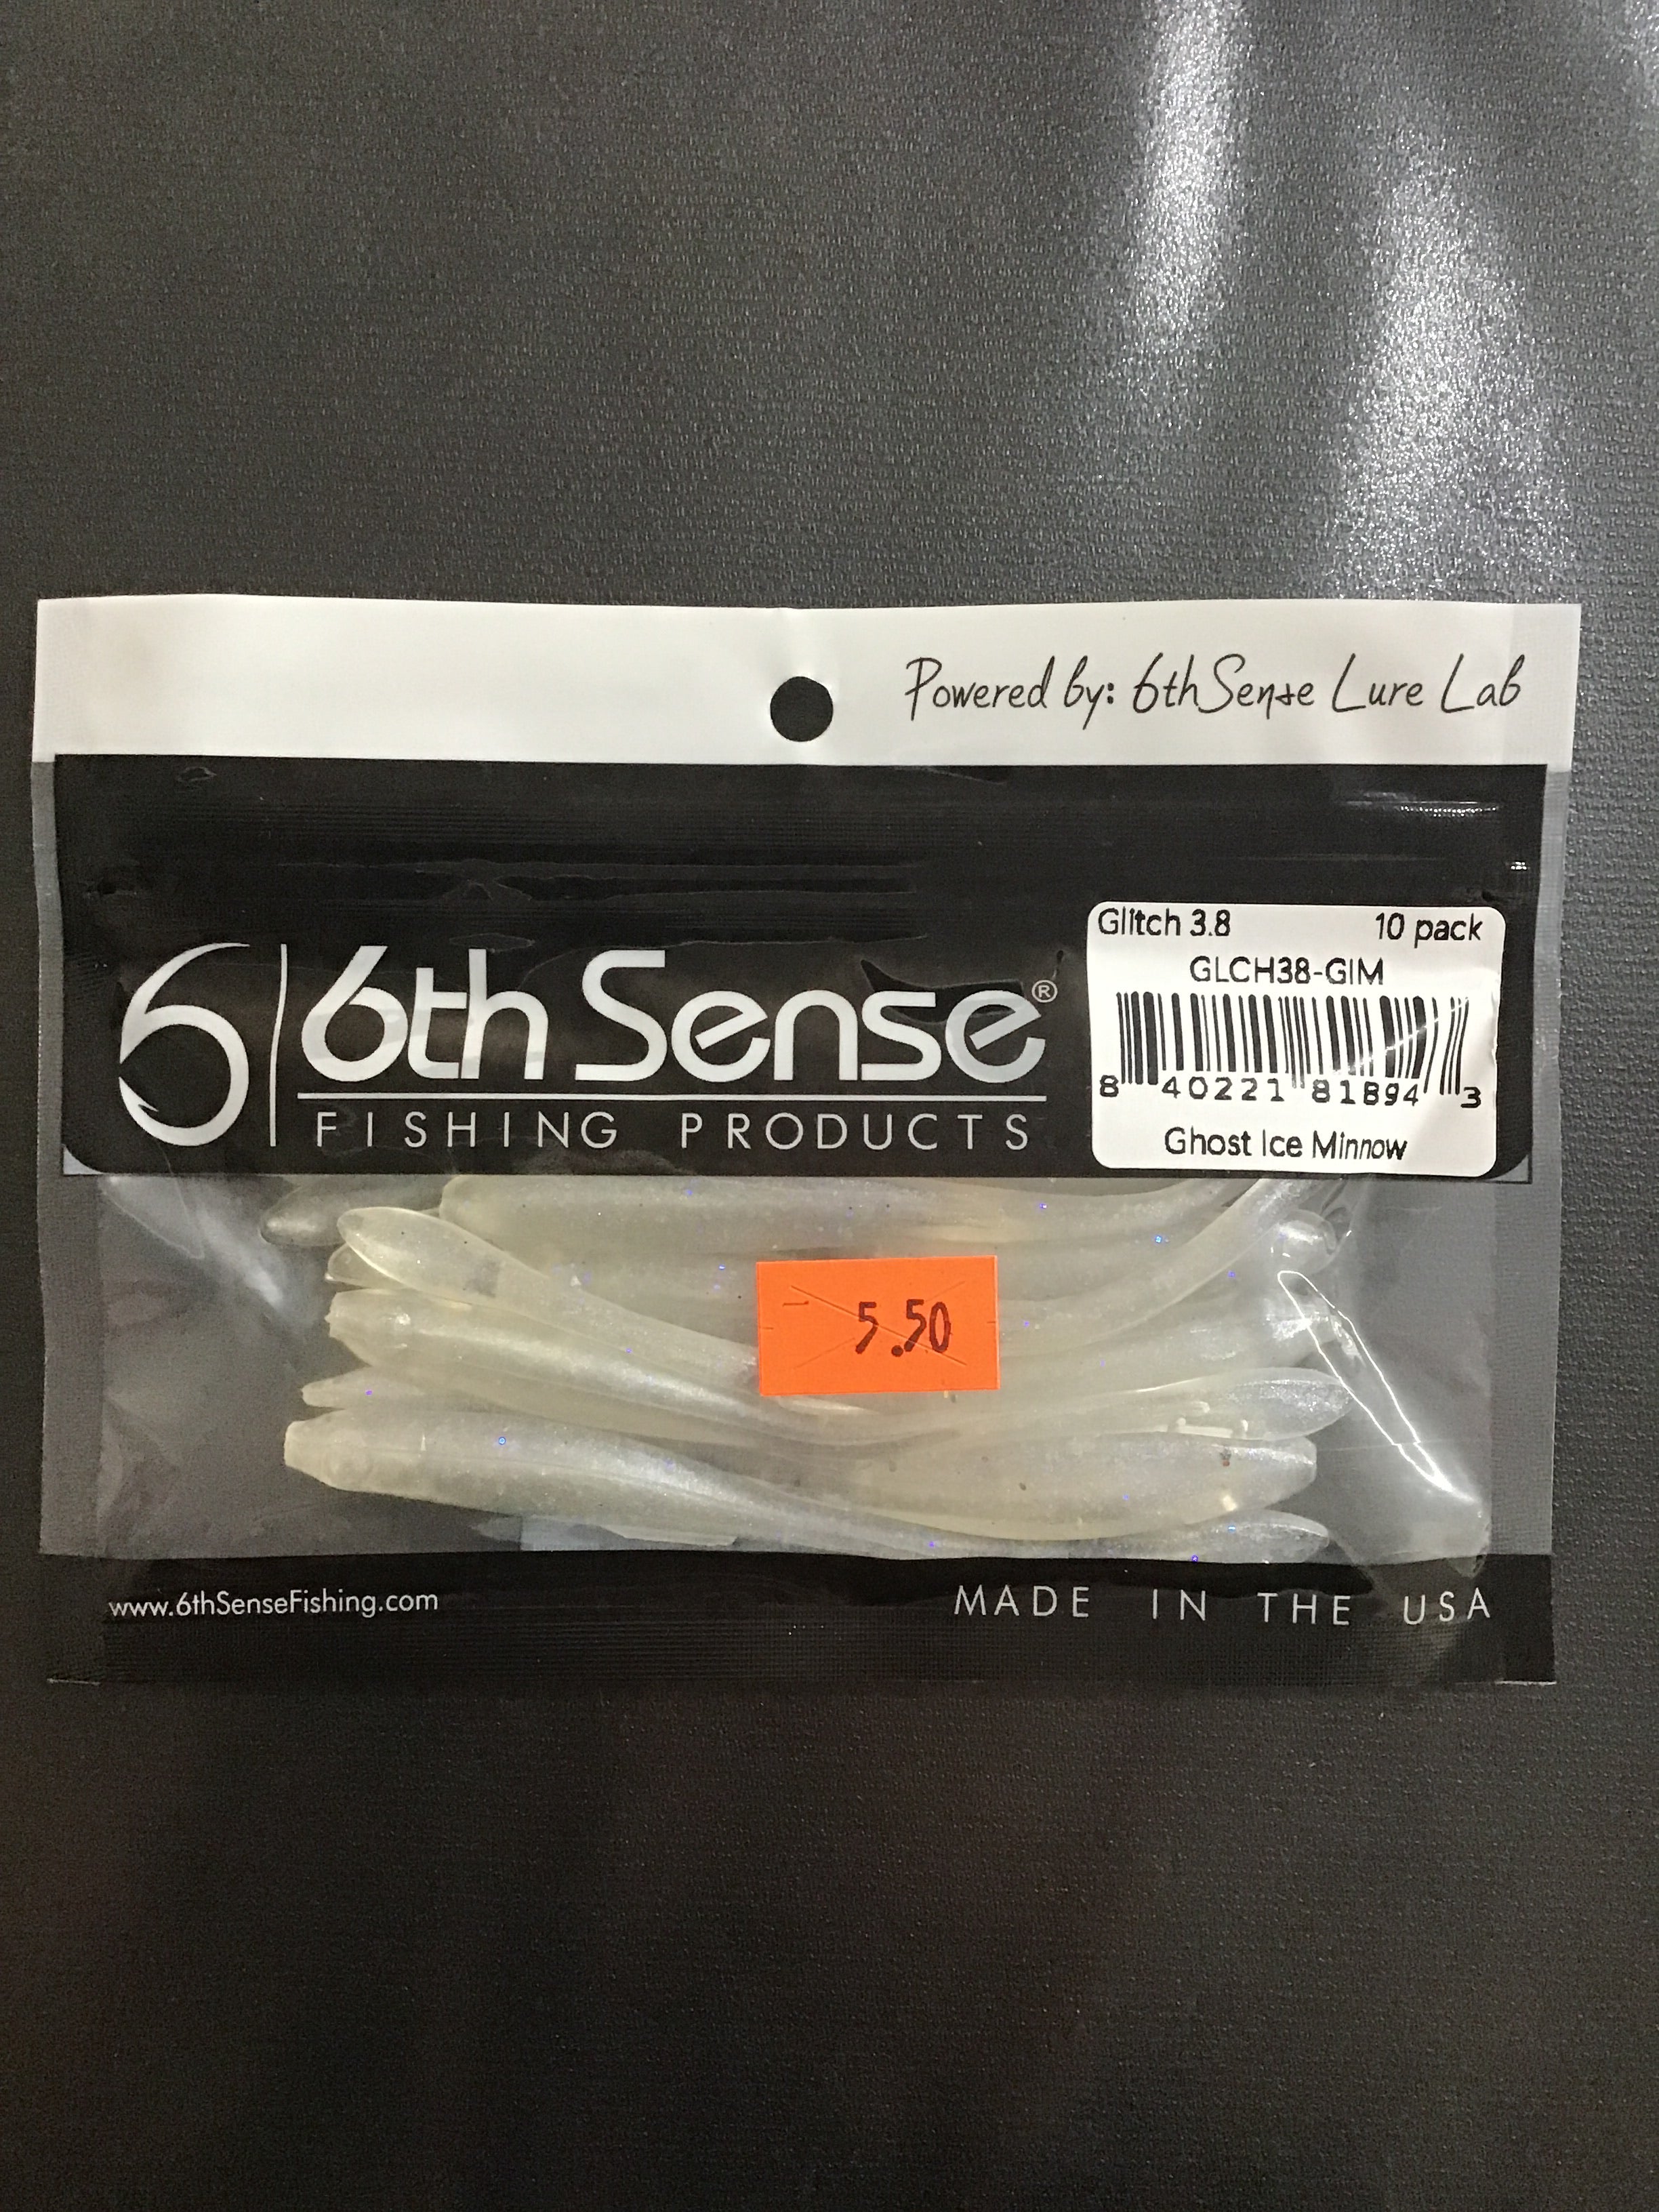 Powered by: 6thSense Lure Lab
6th Sense®
FISHING PRODUCTS
Glitch 3.8 10 pack
GLCH38-GIM
8 40221 81894 3
Ghost Ice Minnow
5.50
www.6thSenseFishing.com
MADE IN THE USA